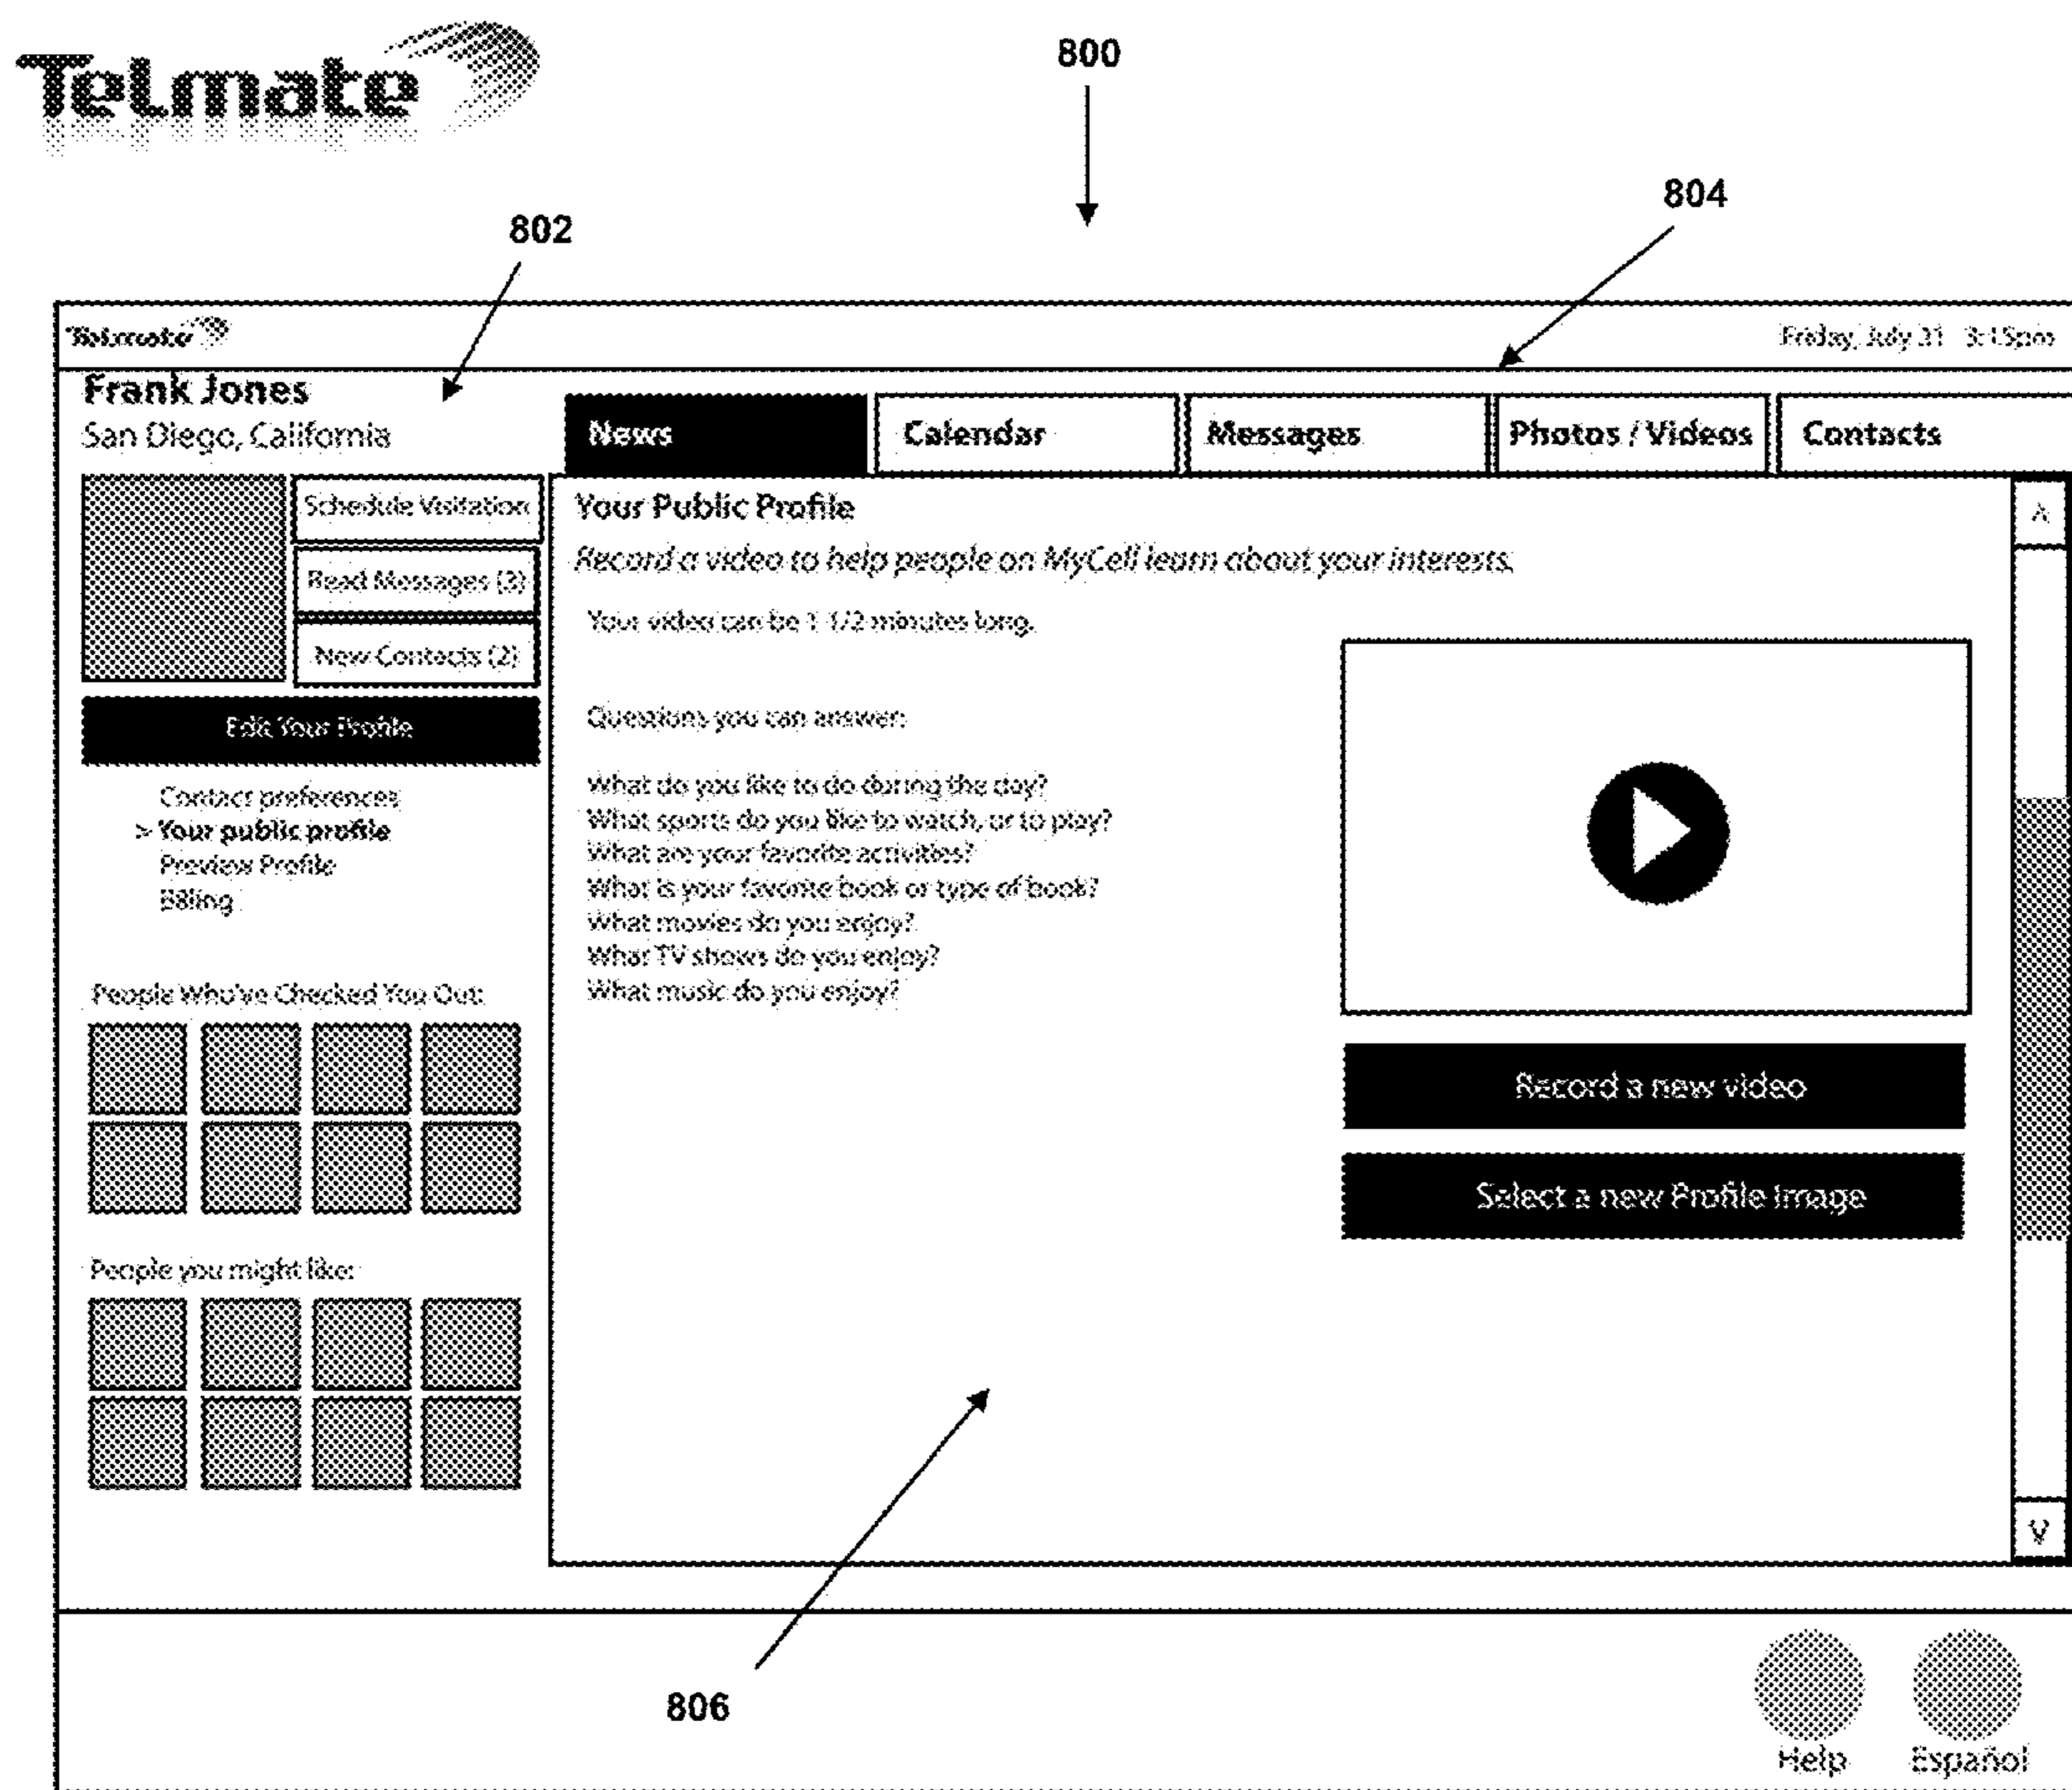 Telmate
800
804
802
Telmate
Friday, July 31 3:15pm
Frank Jones
San Diego, California
News
Calendar
Messages
Photos / Videos
Contacts
Schedule Visitation
Read Messages (3)
New Contacts (2)
Edit Your Profile
Contact preferences
> Your public profile
Preview Profile
Billing
People Who've Checked You Out:
People you might like:
Your Public Profile
Record a video to help people on MyCell learn about your interests.
Your video can be 1 1/2 minutes long.
Questions you can answer:
What do you like to do during the day?
What sports do you like to watch, or to play?
What are your favorite activities?
What is your favorite book or type of book?
What movies do you enjoy?
What TV shows do you enjoy?
What music do you enjoy?
Record a new video
Select a new Profile Image
Λ
V
806
Help
Español